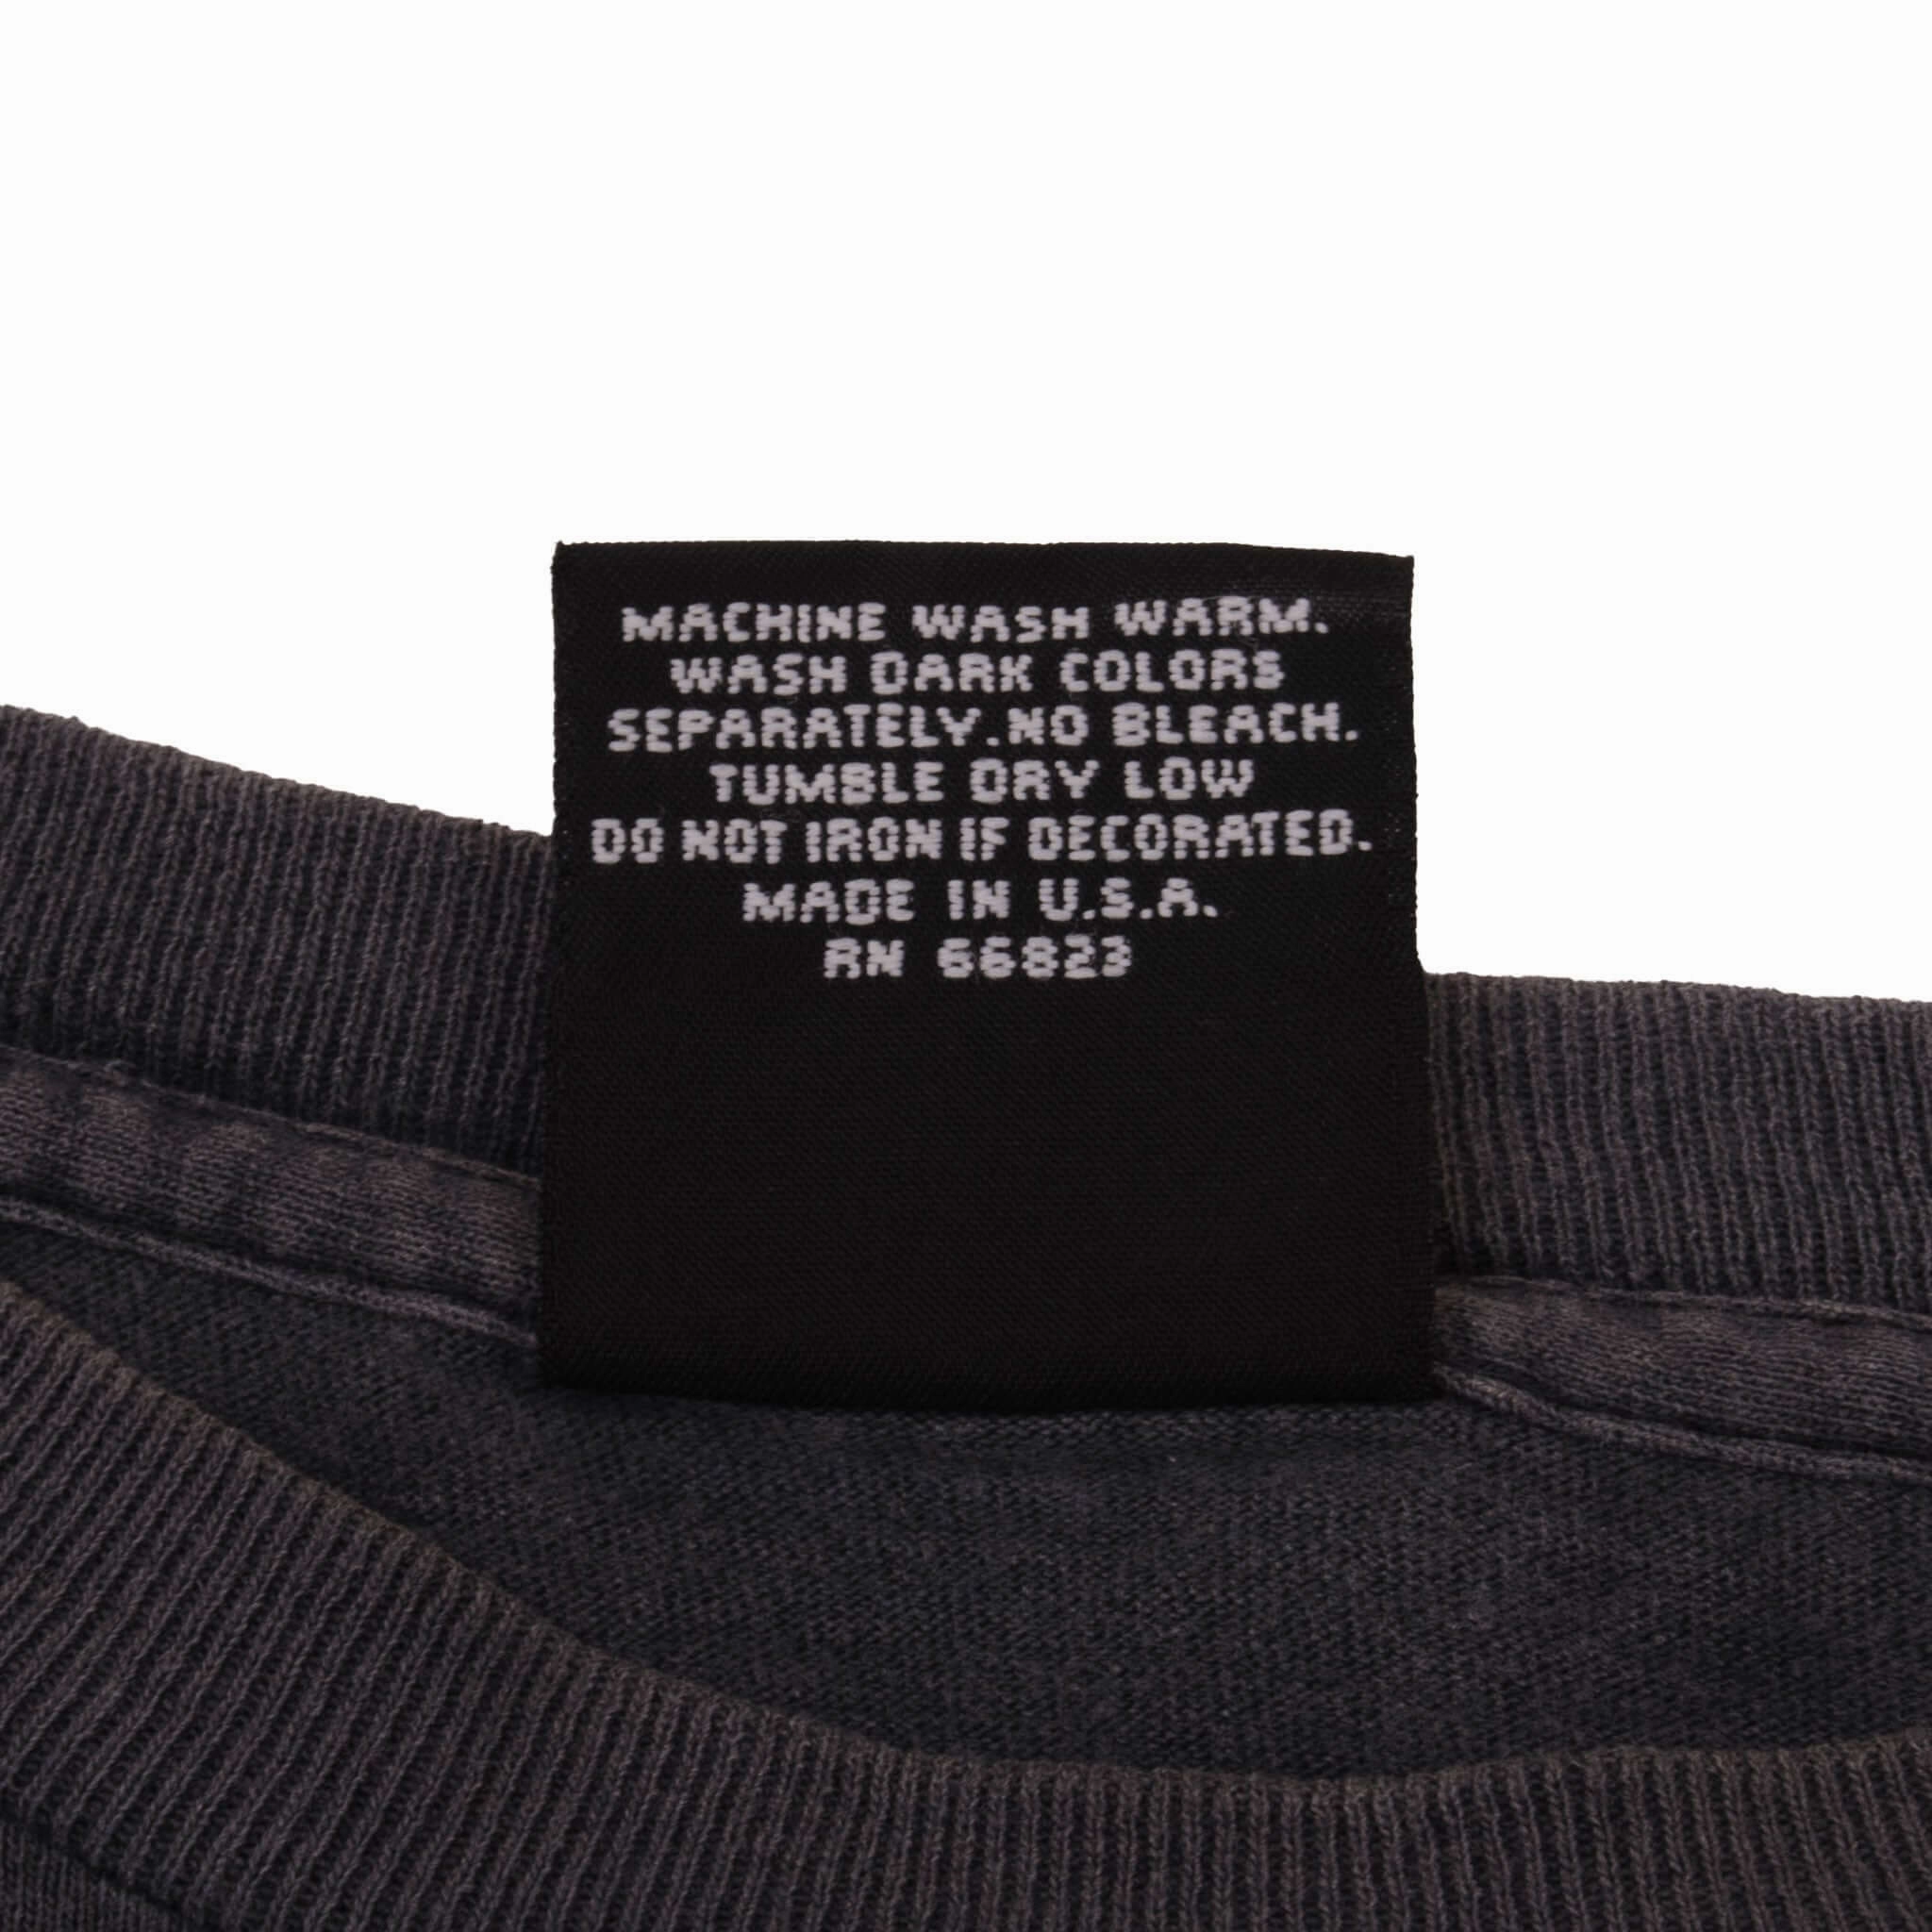 MACHINE WASH WARM.
WASH DARK COLORS
SEPARATELY.NO BLEACH.
TUMBLE DRY LOW
DO NOT IRON IF DECORATED.
MADE IN U.S.A.
RN 66823